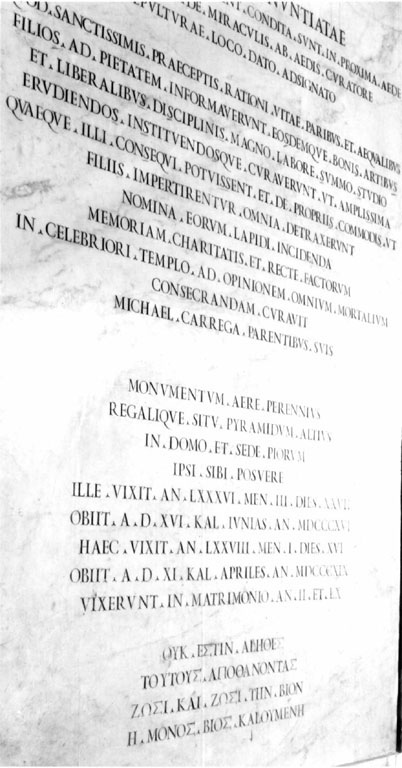 NVNTIATAE
CONDITA.SVNT.IN.PROXIMA.AEDE
DE.MIRACVLIS.AB.AEDIS.CVRATORE
SEPVLTVRAE.LOCO.DATO.ADSIGNATO
QVOD.SANCTISSIMIS.PRAECEPTIS.RATIONI.VITAE.PARIBVS.ET.AEQVALIBVS
FILIOS.AD.PIETATEM.INFORMAVERVNT.EOSDEMQVE.BONIS.ARTIBVS
ET.LIBERALIBVS.DISCIPLINIS.MAGNO.LABORE.SVMMO.STVDIO
ERVDIENDOS.INSTITVENDOSQVE.CVRAVERVNT.VT.AMPLISSIMA
QVAEQVE.ILLI.CONSEQVI.POTVISSENT.ET.DE.PROPRIIS.COMMODIS.VT
FILIIS.IMPERTIRENTVR.OMNIA.DETRAXERVNT
NOMINA.EORVM.LAPIDI.INCIDENDA
MEMORIAM.CHARITATIS.ET.RECTE.FACTORVM
IN.CELEBRIORI.TEMPLO.AD.OPINIONEM.OMNIVM.MORTALIVM
CONSECRANDAM.CVRAVIT
MICHAEL.CARREGA.PARENTIBVS.SVIS
MONVMENTVM.AERE.PERENNIVS
REGALIQVE.SITV.PYRAMIDVM.ALTIVS
IN.DOMO.ET.SEDE.PIORVM
IPSI.SIBI.POSVERE
ILLE.VIXIT.AN.LXXXVI.MEN.III.DIES
OBIIT.A.D.XVI.KAL.IVNIAS.AN.MDCCCXVI
HAEC.VIXIT.AN.LXXVIII.MEN.I.DIES.XVI
OBIIT.A.D.XI.KAL.APRILES.AN.MDCCCXIX
VIXERVNT.IN.MATRIMONIO.AN.II.ET.LX
ΟΥΚ.ΕΣΤΙΝ.ΑΛΗΘΕΣ
ΤΟΥΤΟΥΣ.ΑΠΟΘΑΝΟΝΤΑΣ
ΖΩΣΙ.ΚΑΙ.ΖΩΣΙ.ΤΗΝ.ΒΙΟΝ
Η.ΜΟΝΟΣ.ΒΙΟΣ.ΚΑΛΟΥΜΕΝΗ